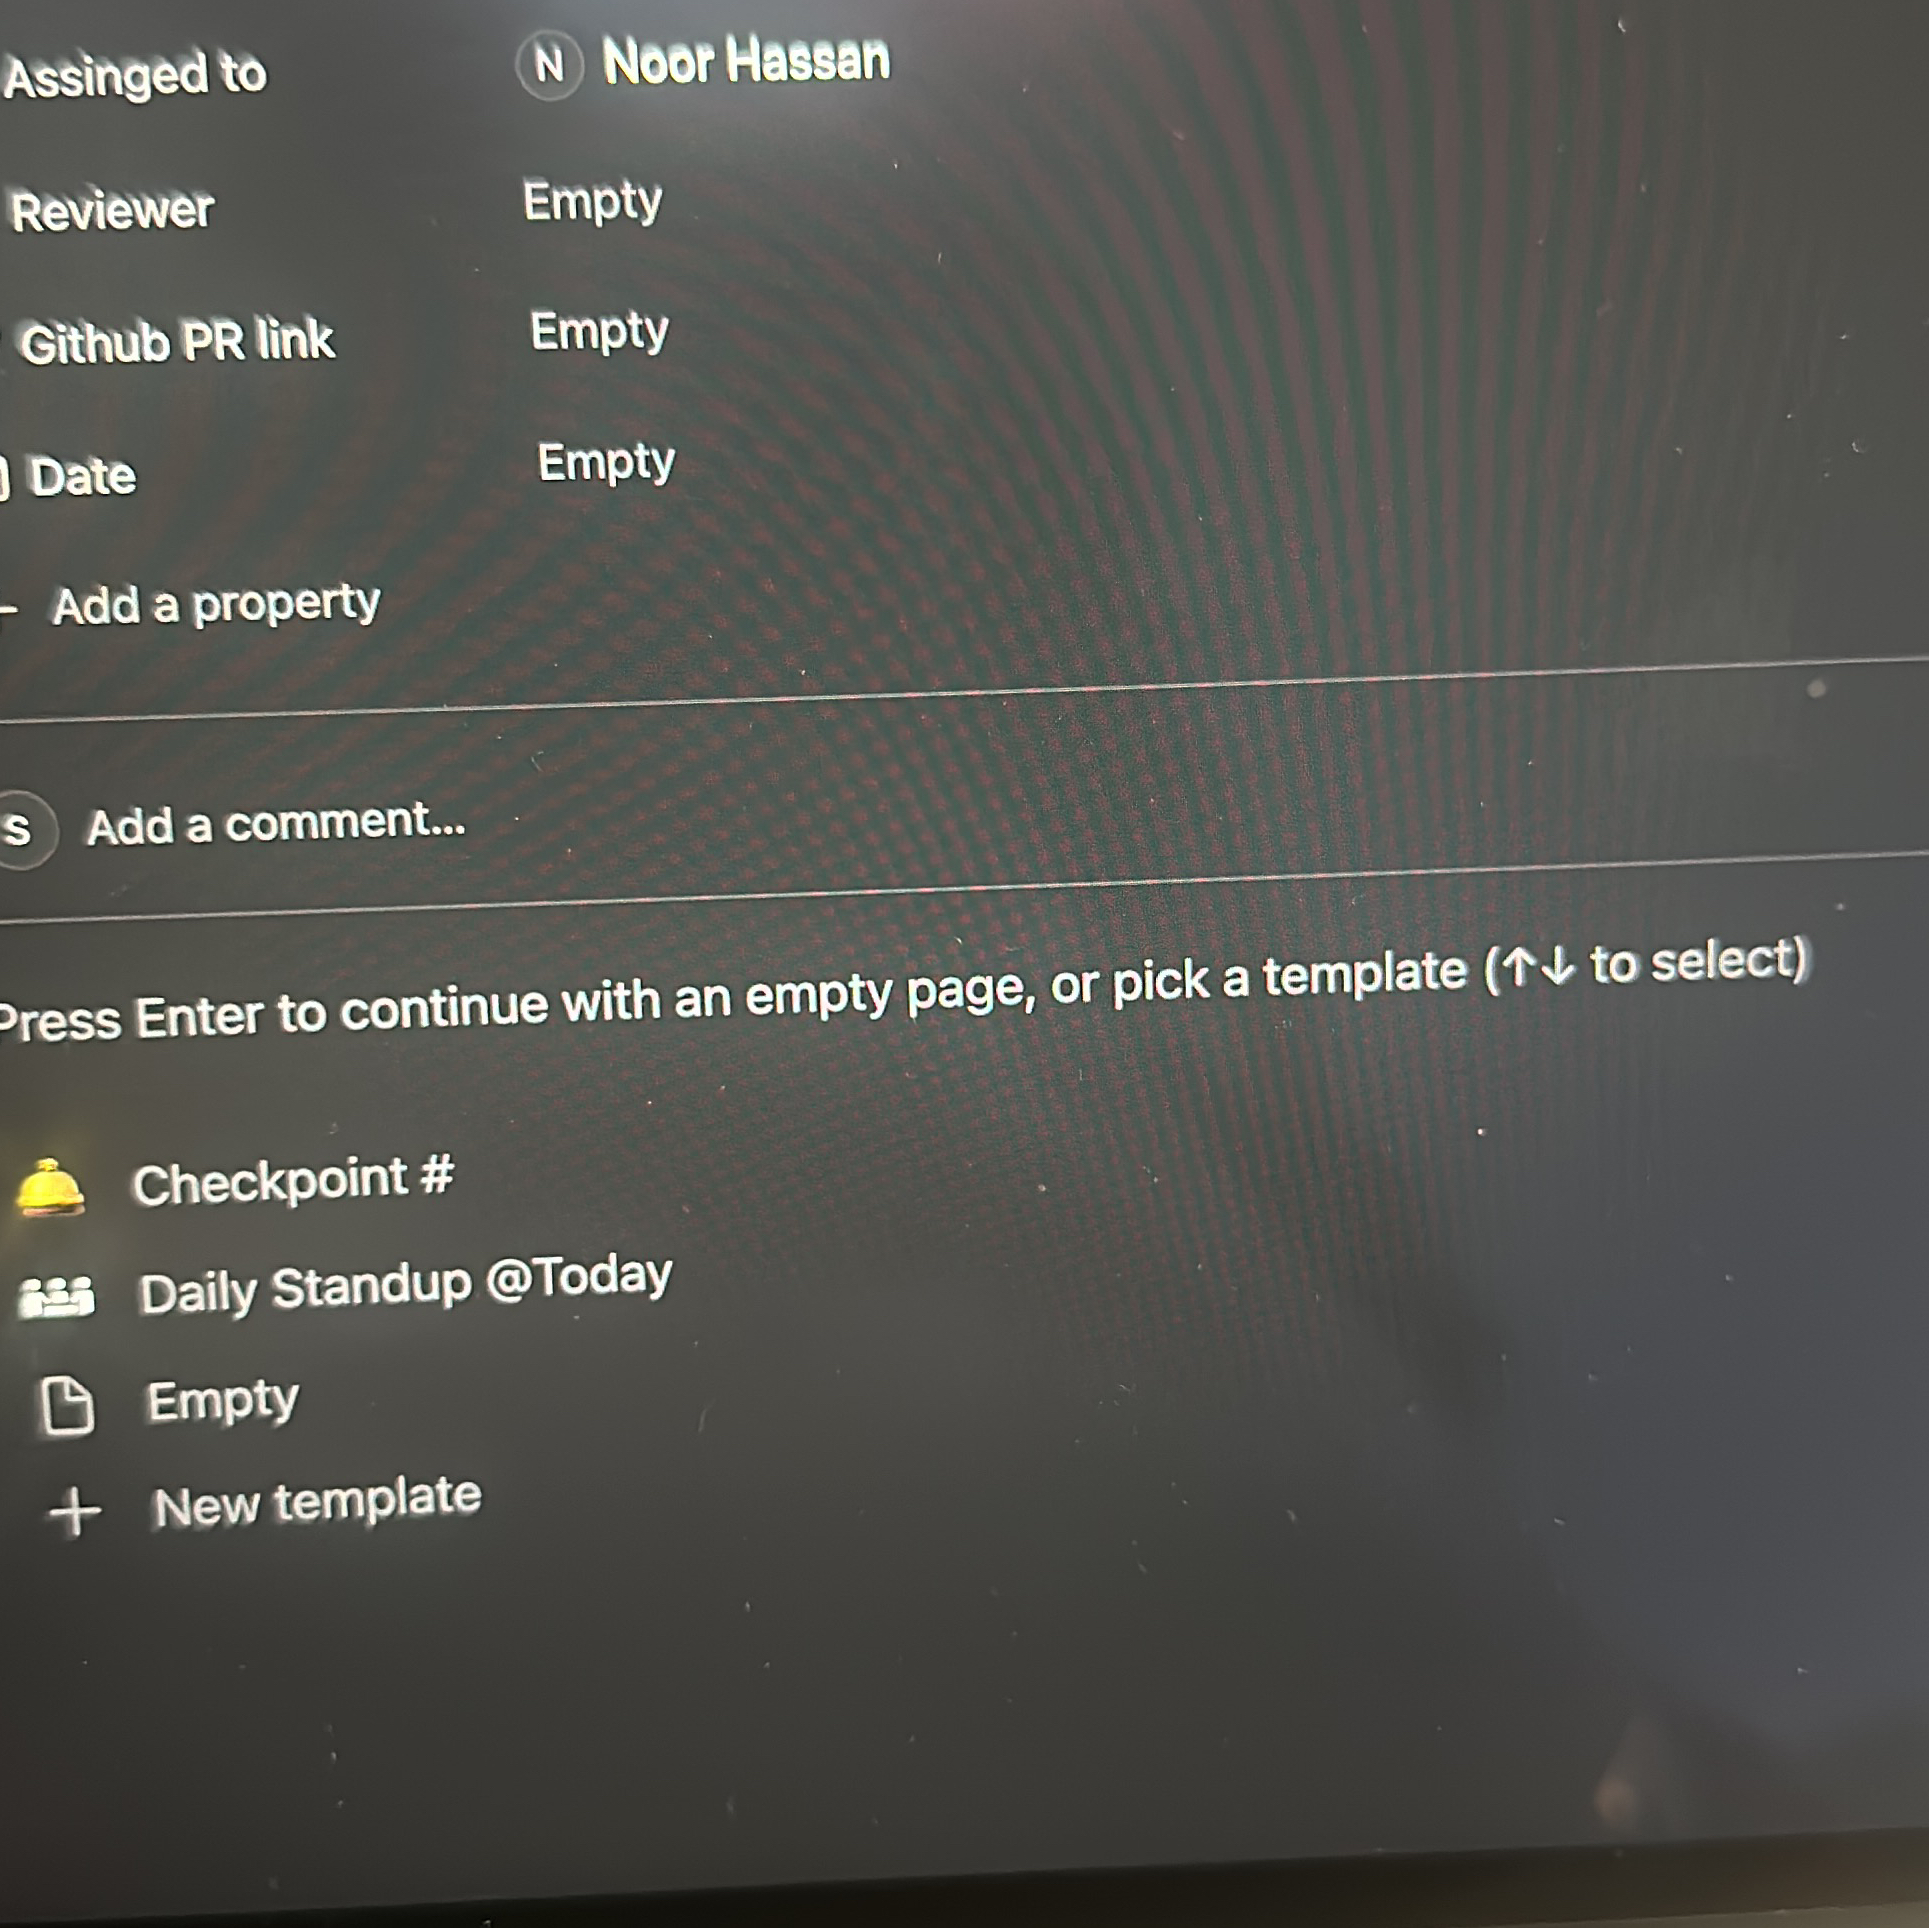 Assinged to N Noor Hassan
Reviewer Empty
Github PR link Empty
Date Empty
Add a property
S Add a comment...
Press Enter to continue with an empty page, or pick a template (↑↓ to select)
Checkpoint #
Daily Standup @Today
Empty
+ New template